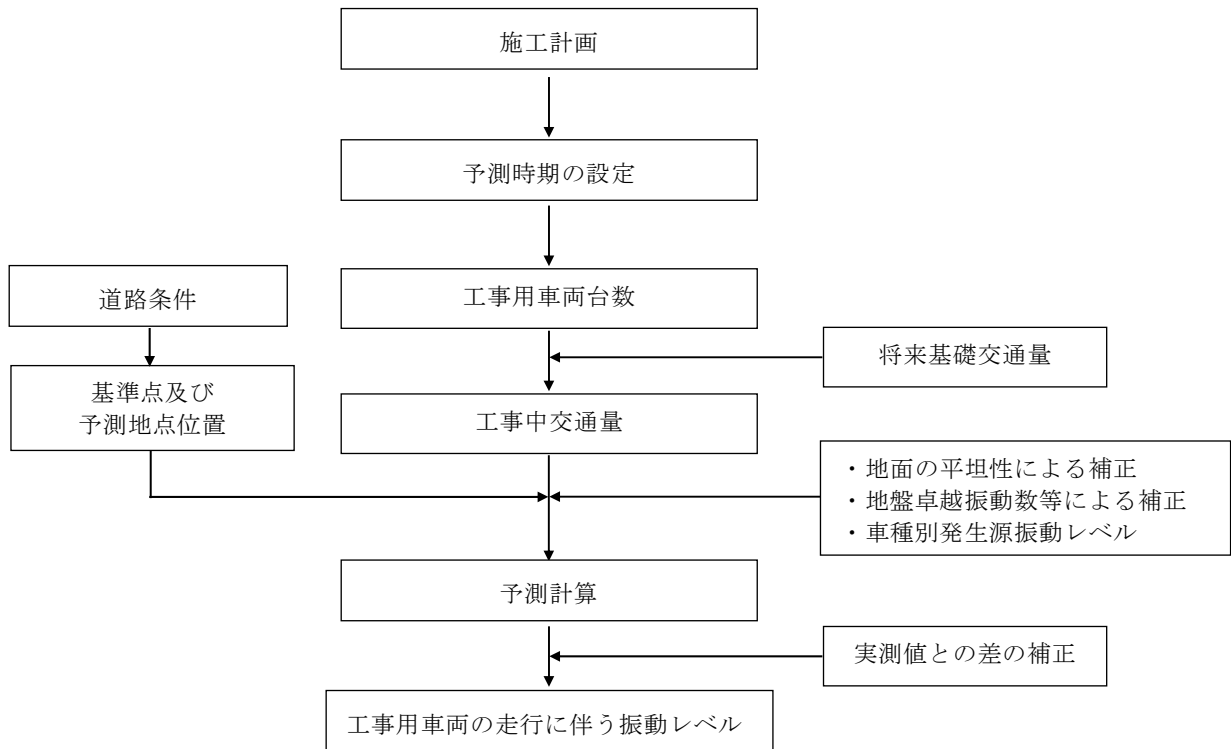 施工計画
予測時期の設定
道路条件
工事用車両台数
将来基礎交通量
基準点及び
予測地点位置
工事中交通量
・地面の平坦性による補正
・地盤卓越振動数等による補正
・車種別発生源振動レベル
予測計算
実測値との差の補正
工事用車両の走行に伴う振動レベル